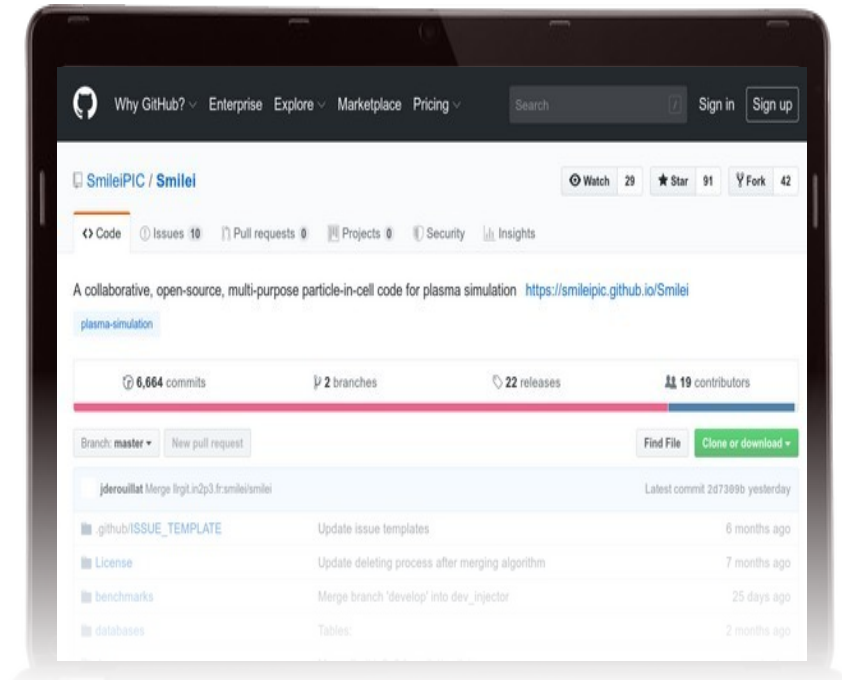 Why GitHub? Enterprise Explore Marketplace Pricing Search / Sign in Sign up
SmileiPIC / Smilei Watch 29 Star 91 Fork 42
Code Issues 10 Pull requests 0 Projects 0 Security Insights
A collaborative, open-source, multi-purpose particle-in-cell code for plasma simulation https://smileipic.github.io/Smilei
plasma-simulation
6,664 commits 2 branches 22 releases 19 contributors
Branch: master New pull request Find File Clone or download
jderouillat Merge llrgit.in2p3.fr:smilei/smilei Latest commit 2d7309b yesterday
.github/ISSUE_TEMPLATE Update issue templates 6 months ago
License Update deleting process after merging algorithm 7 months ago
benchmarks Merge branch 'develop' into dev_injector 25 days ago
databases Tables: 2 months ago